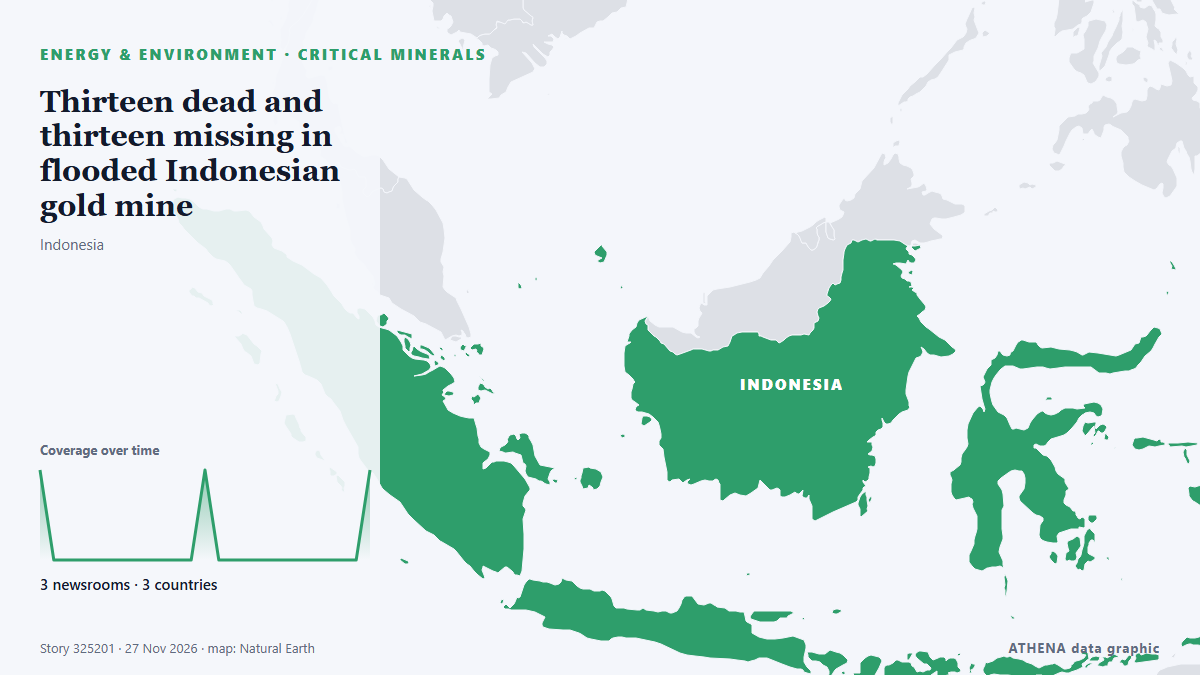 ENERGY & ENVIRONMENT · CRITICAL MINERALS
Thirteen dead and
thirteen missing in
flooded Indonesian
gold mine
Indonesia
INDONESIA
Coverage over time
3 newsrooms · 3 countries
Story 325201 · 27 Nov 2026 · map: Natural Earth
ATHENA data graphic